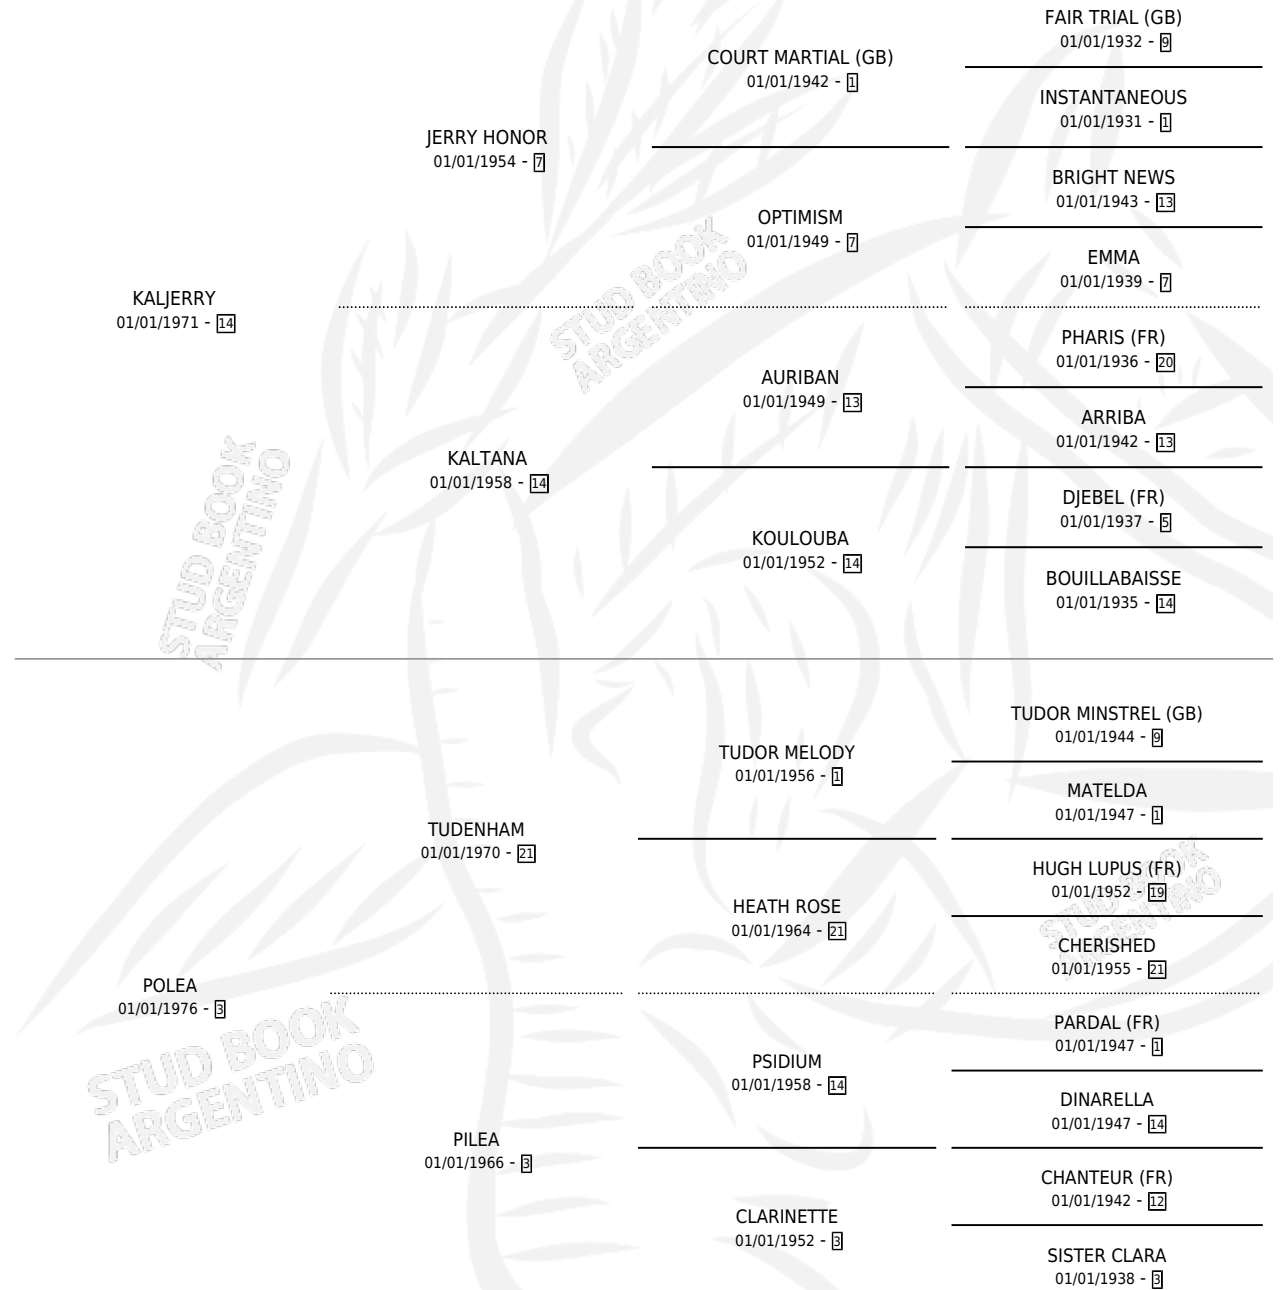 FAIR TRIAL (GB)
01/01/1932 - 9
COURT MARTIAL (GB)
01/01/1942 - 1
INSTANTANEOUS
01/01/1931 - 1
JERRY HONOR
01/01/1954 - 7
BRIGHT NEWS
01/01/1943 - 13
OPTIMISM
01/01/1949 - 7
EMMA
01/01/1939 - 7
KALJERRY
01/01/1971 - 14
PHARIS (FR)
01/01/1936 - 20
AURIBAN
01/01/1949 - 13
ARRIBA
01/01/1942 - 13
KALTANA
01/01/1958 - 14
DJEBEL (FR)
01/01/1937 - 5
KOULOUBA
01/01/1952 - 14
BOUILLABAISSE
01/01/1935 - 14
TUDOR MINSTREL (GB)
01/01/1944 - 9
TUDOR MELODY
01/01/1956 - 1
MATELDA
01/01/1947 - 1
TUDENHAM
01/01/1970 - 21
HUGH LUPUS (FR)
01/01/1952 - 19
HEATH ROSE
01/01/1964 - 21
CHERISHED
01/01/1955 - 21
POLEA
01/01/1976 - 3
PARDAL (FR)
01/01/1947 - 1
PSIDIUM
01/01/1958 - 14
DINARELLA
01/01/1947 - 14
PILEA
01/01/1966 - 3
CHANTEUR (FR)
01/01/1942 - 12
CLARINETTE
01/01/1952 - 3
SISTER CLARA
01/01/1938 - 3
STUD BOOK
ARGENTINO
STUD BOOK
ARGENTINO
STUD BOOK
ARGENTINO
STUD BOOK
ARGENTINO